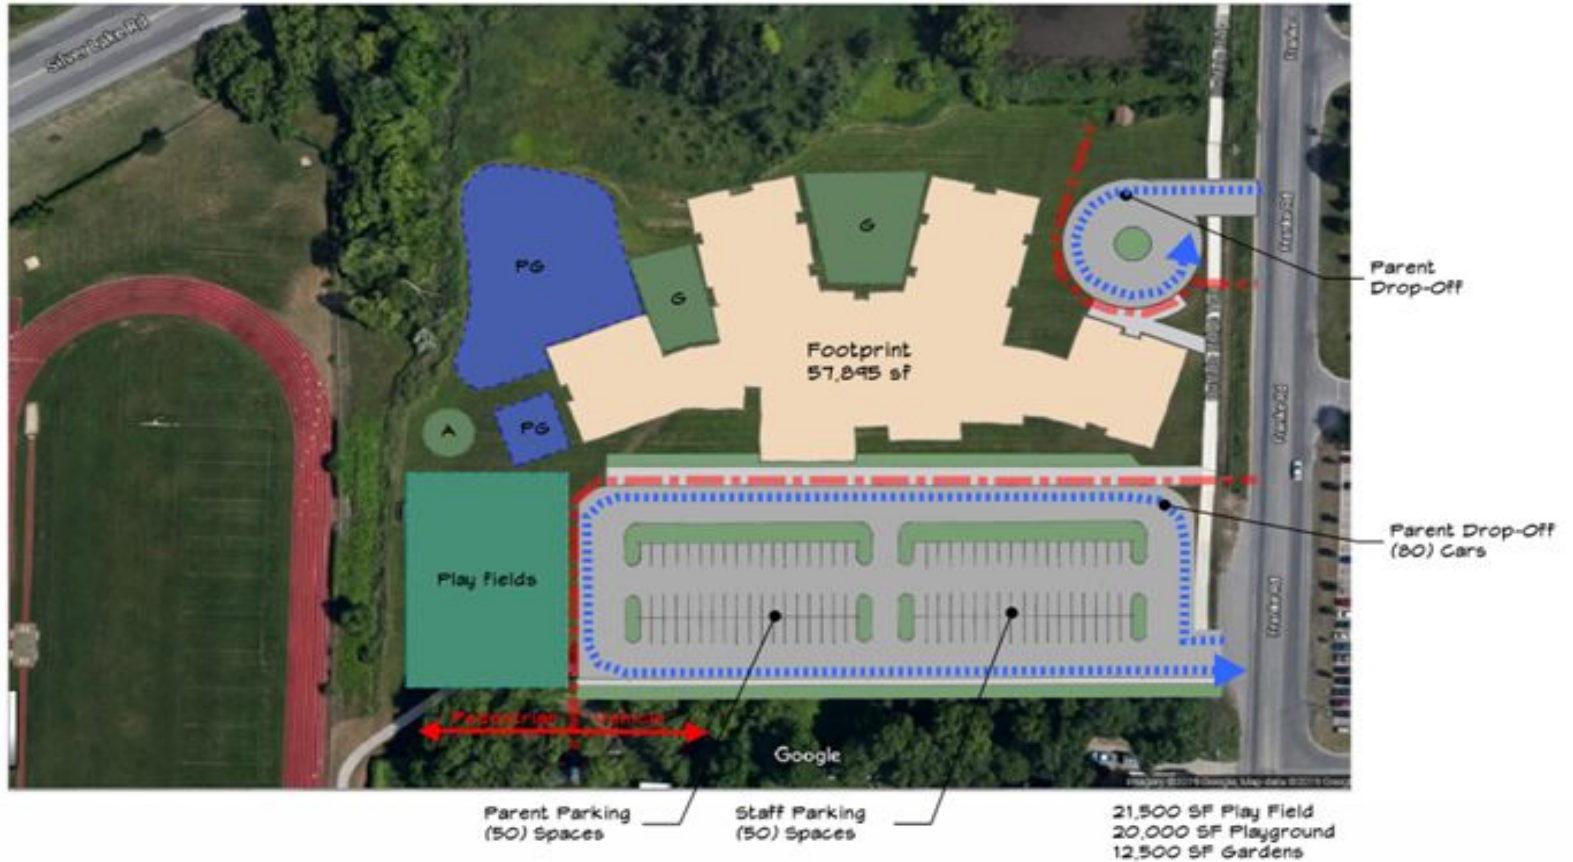 Silver Lake Rd
PG
G
G
Footprint
57,895 sf
Parent
Drop-Off
A
PG
Play fields
Parent Drop-Off
(80) Cars
Pedestrian
Vehicle
Google
Parent Parking
(50) Spaces
Staff Parking
(50) Spaces
21,500 SF Play Field
20,000 SF Playground
12,500 SF Gardens